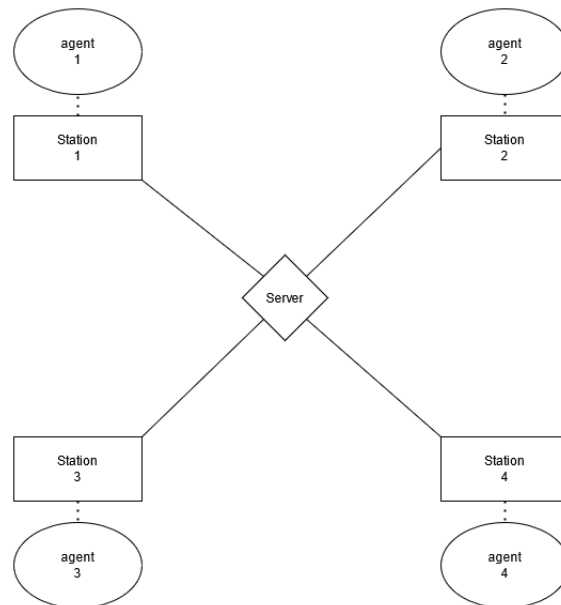 agent
1
agent
2
Station
1
Station
2
Server
Station
3
Station
4
agent
3
agent
4